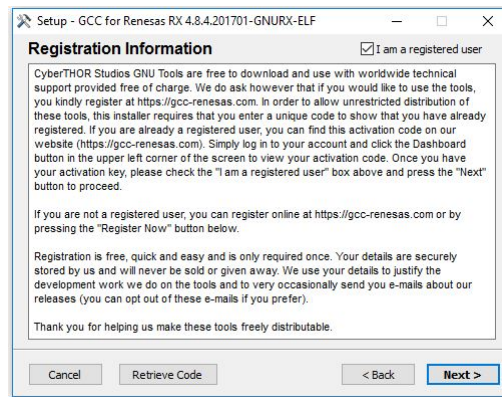 Setup - GCC for Renesas RX 4.8.4.201701-GNURX-ELF
Registration Information
I am a registered user
CyberTHOR Studios GNU Tools are free to download and use with worldwide technical
support provided free of charge. We do ask however that if you would like to use the tools,
you kindly register at https://gcc-renesas.com. In order to allow unrestricted distribution of
these tools, this installer requires that you enter a unique code to show that you have already
registered. If you are already a registered user, you can find this activation code on our
website (https://gcc-renesas.com). Simply log in to your account and click the Dashboard
button in the upper left corner of the screen to view your activation code. Once you have
your activation key, please check the "I am a registered user" box above and press the "Next"
button to proceed.
If you are not a registered user, you can register online at https://gcc-renesas.com or by
pressing the "Register Now" button below.
Registration is free, quick and easy and is only required once. Your details are securely
stored by us and will never be sold or given away. We use your details to justify the
development work we do on the tools and to very occasionally send you e-mails about our
releases (you can opt out of these e-mails if you prefer).
Thank you for helping us make these tools freely distributable.
Cancel
Retrieve Code
< Back
Next >